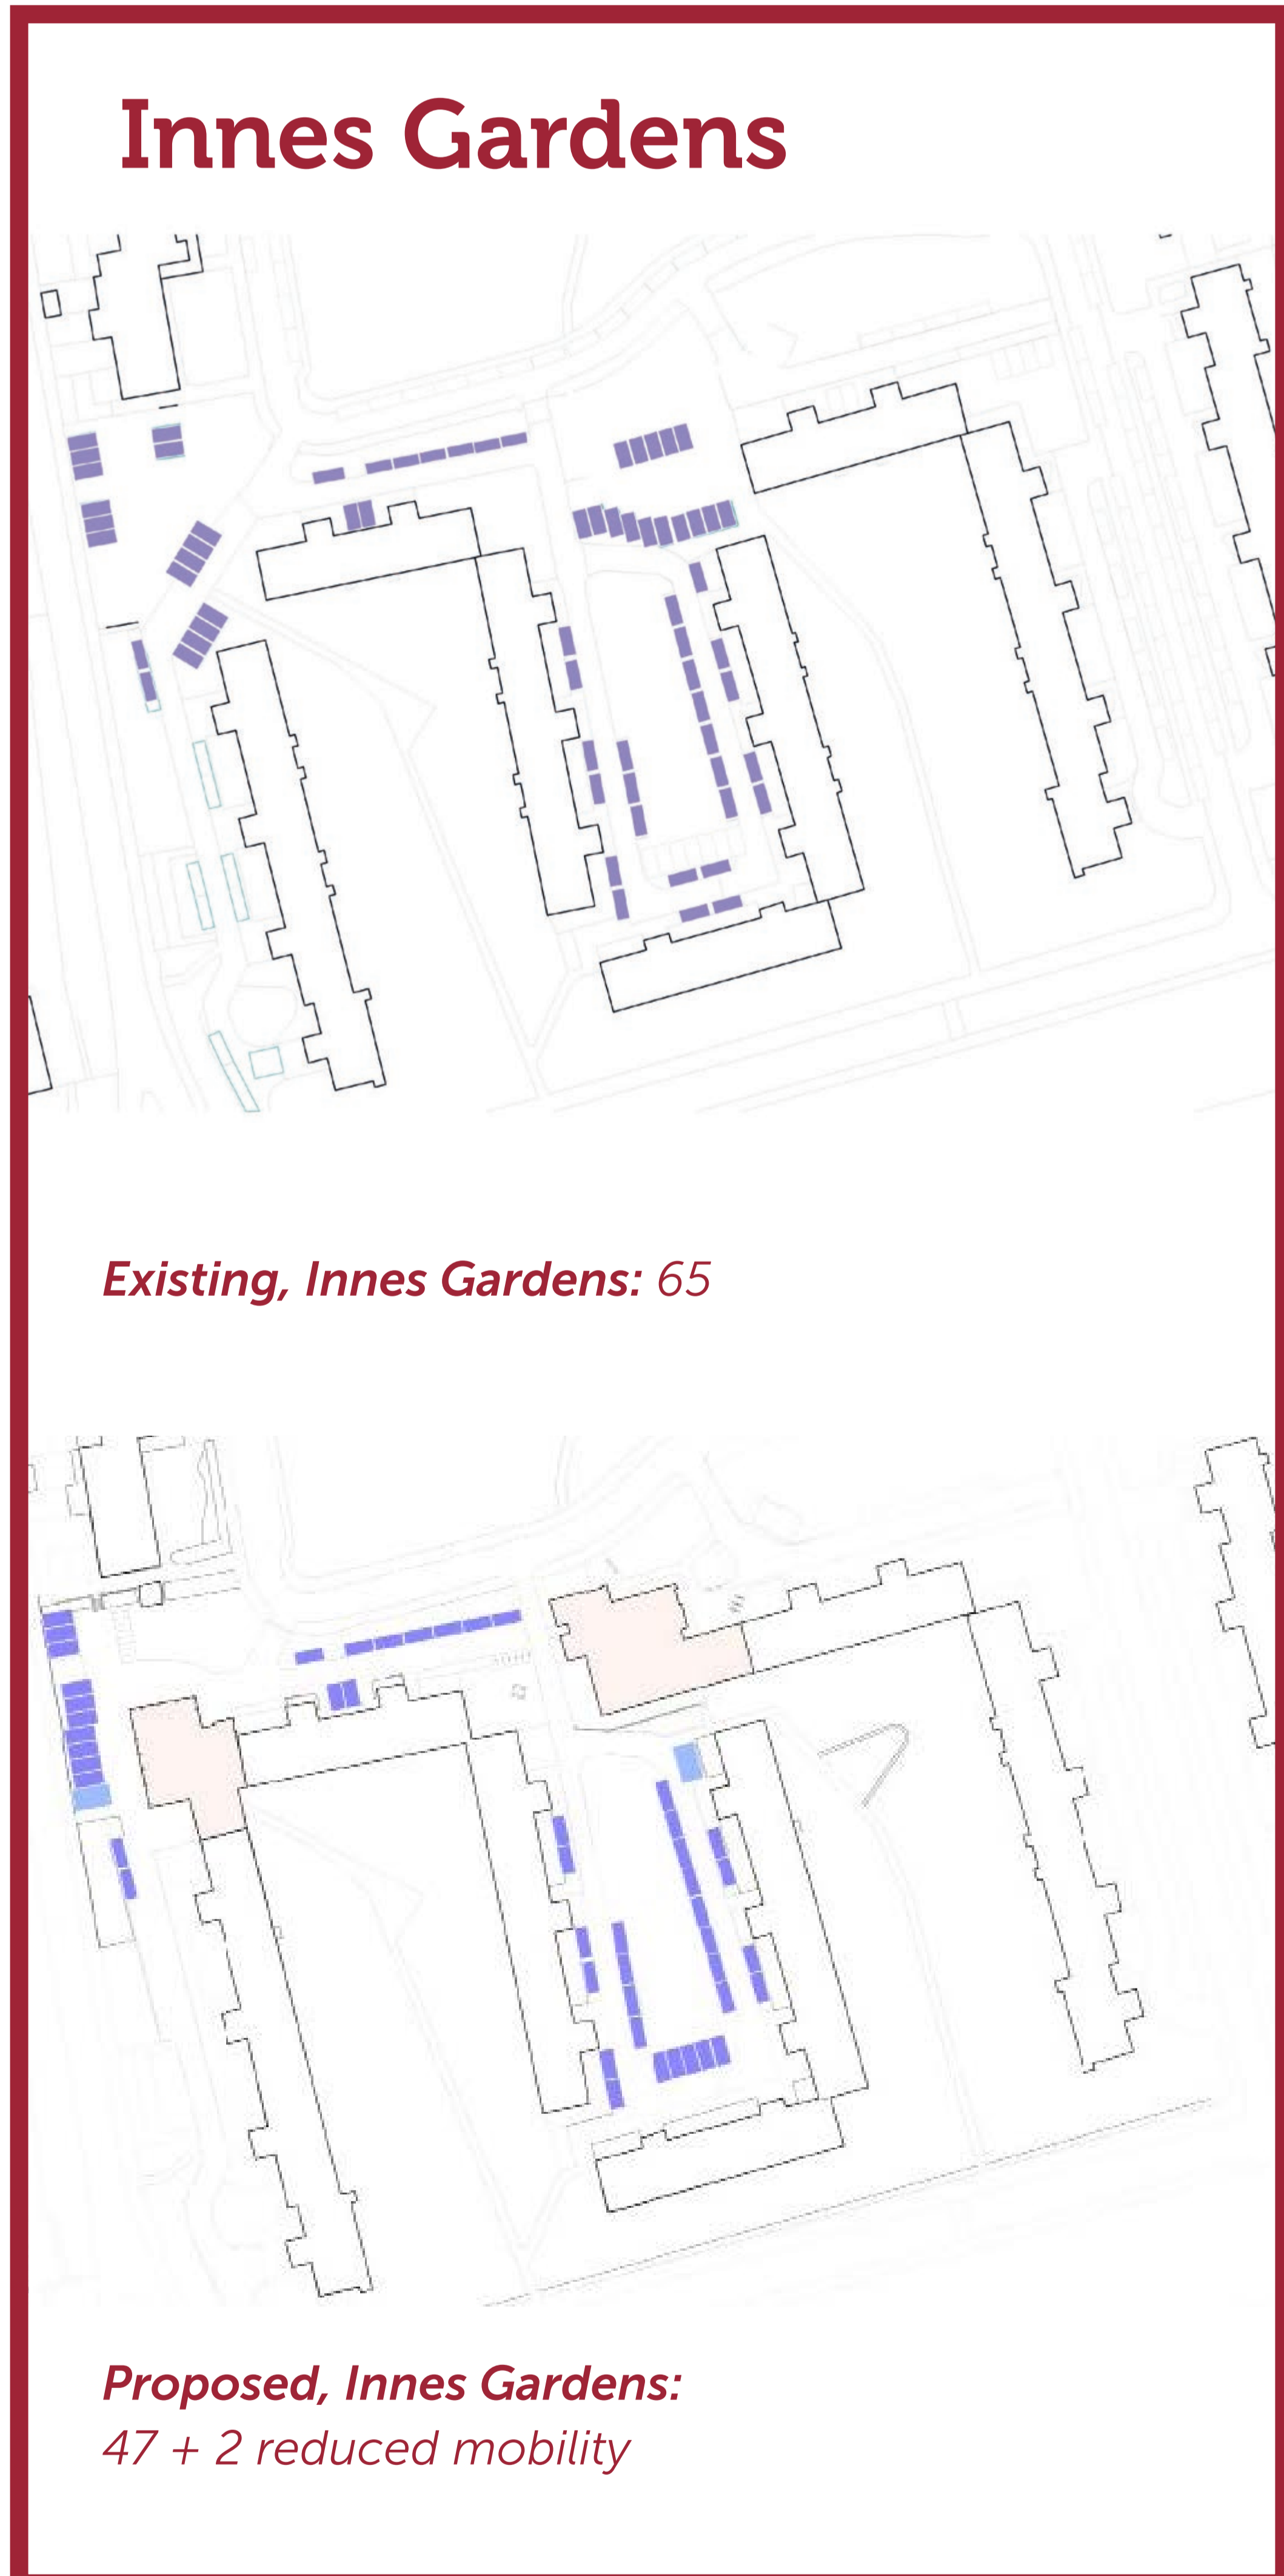 Innes Gardens
Existing, Innes Gardens: 65
Proposed, Innes Gardens:
47 + 2 reduced mobility